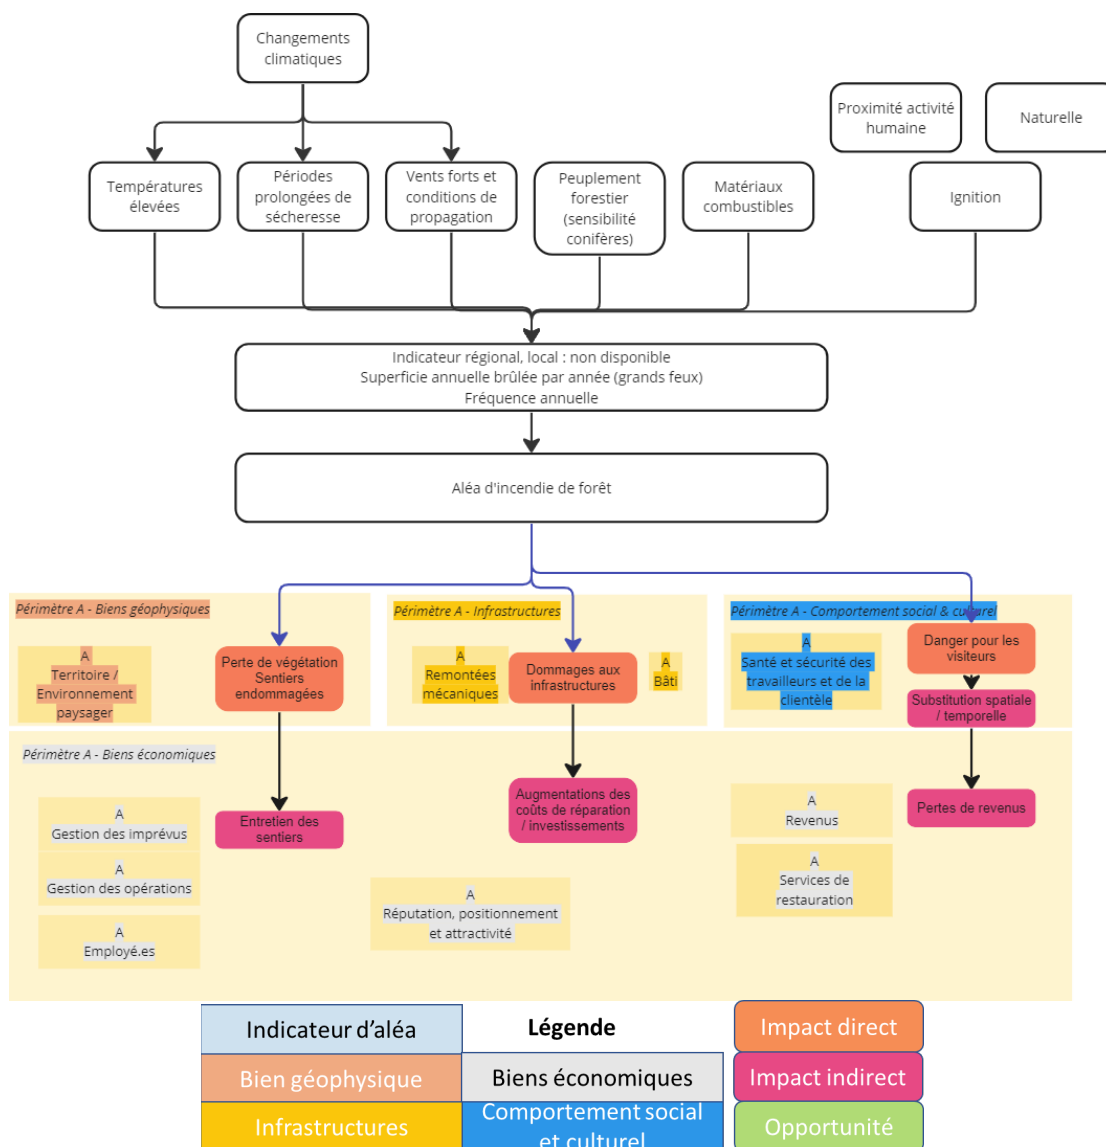 Changements
climatiques
Proximité activité
humaine
Naturelle
Températures
élevées
Périodes
prolongées de
sécheresse
Vents forts et
conditions de
propagation
Peuplement
forestier
(sensibilité
conifères)
Matériaux
combustibles
Ignition
Indicateur régional, local : non disponible
Superficie annuelle brûlée par année (grands feux)
Fréquence annuelle
Aléa d'incendie de forêt
Périmètre A - Biens géophysiques
A
Territoire /
Environnement
paysager
Perte de végétation
Sentiers
endommagées
Périmètre A - Infrastructures
A
Remontées
mécaniques
Dommages aux
infrastructures
A
Bâti
Périmètre A - Comportement social & culturel
A
Santé et sécurité des
travailleurs et de la
clientèle
Danger pour les
visiteurs
Substitution spatiale
/ temporelle
Périmètre A - Biens économiques
A
Gestion des imprévus
A
Gestion des opérations
A
Employé.es
Entretien des
sentiers
Augmentations des
coûts de réparation
/ investissements
A
Réputation, positionnement
et attractivité
A
Revenus
A
Services de
restauration
Pertes de revenus
Indicateur d'aléa
Légende
Impact direct
Bien géophysique
Biens économiques
Impact indirect
Infrastructures
Comportement social
et culturel
Opportunité